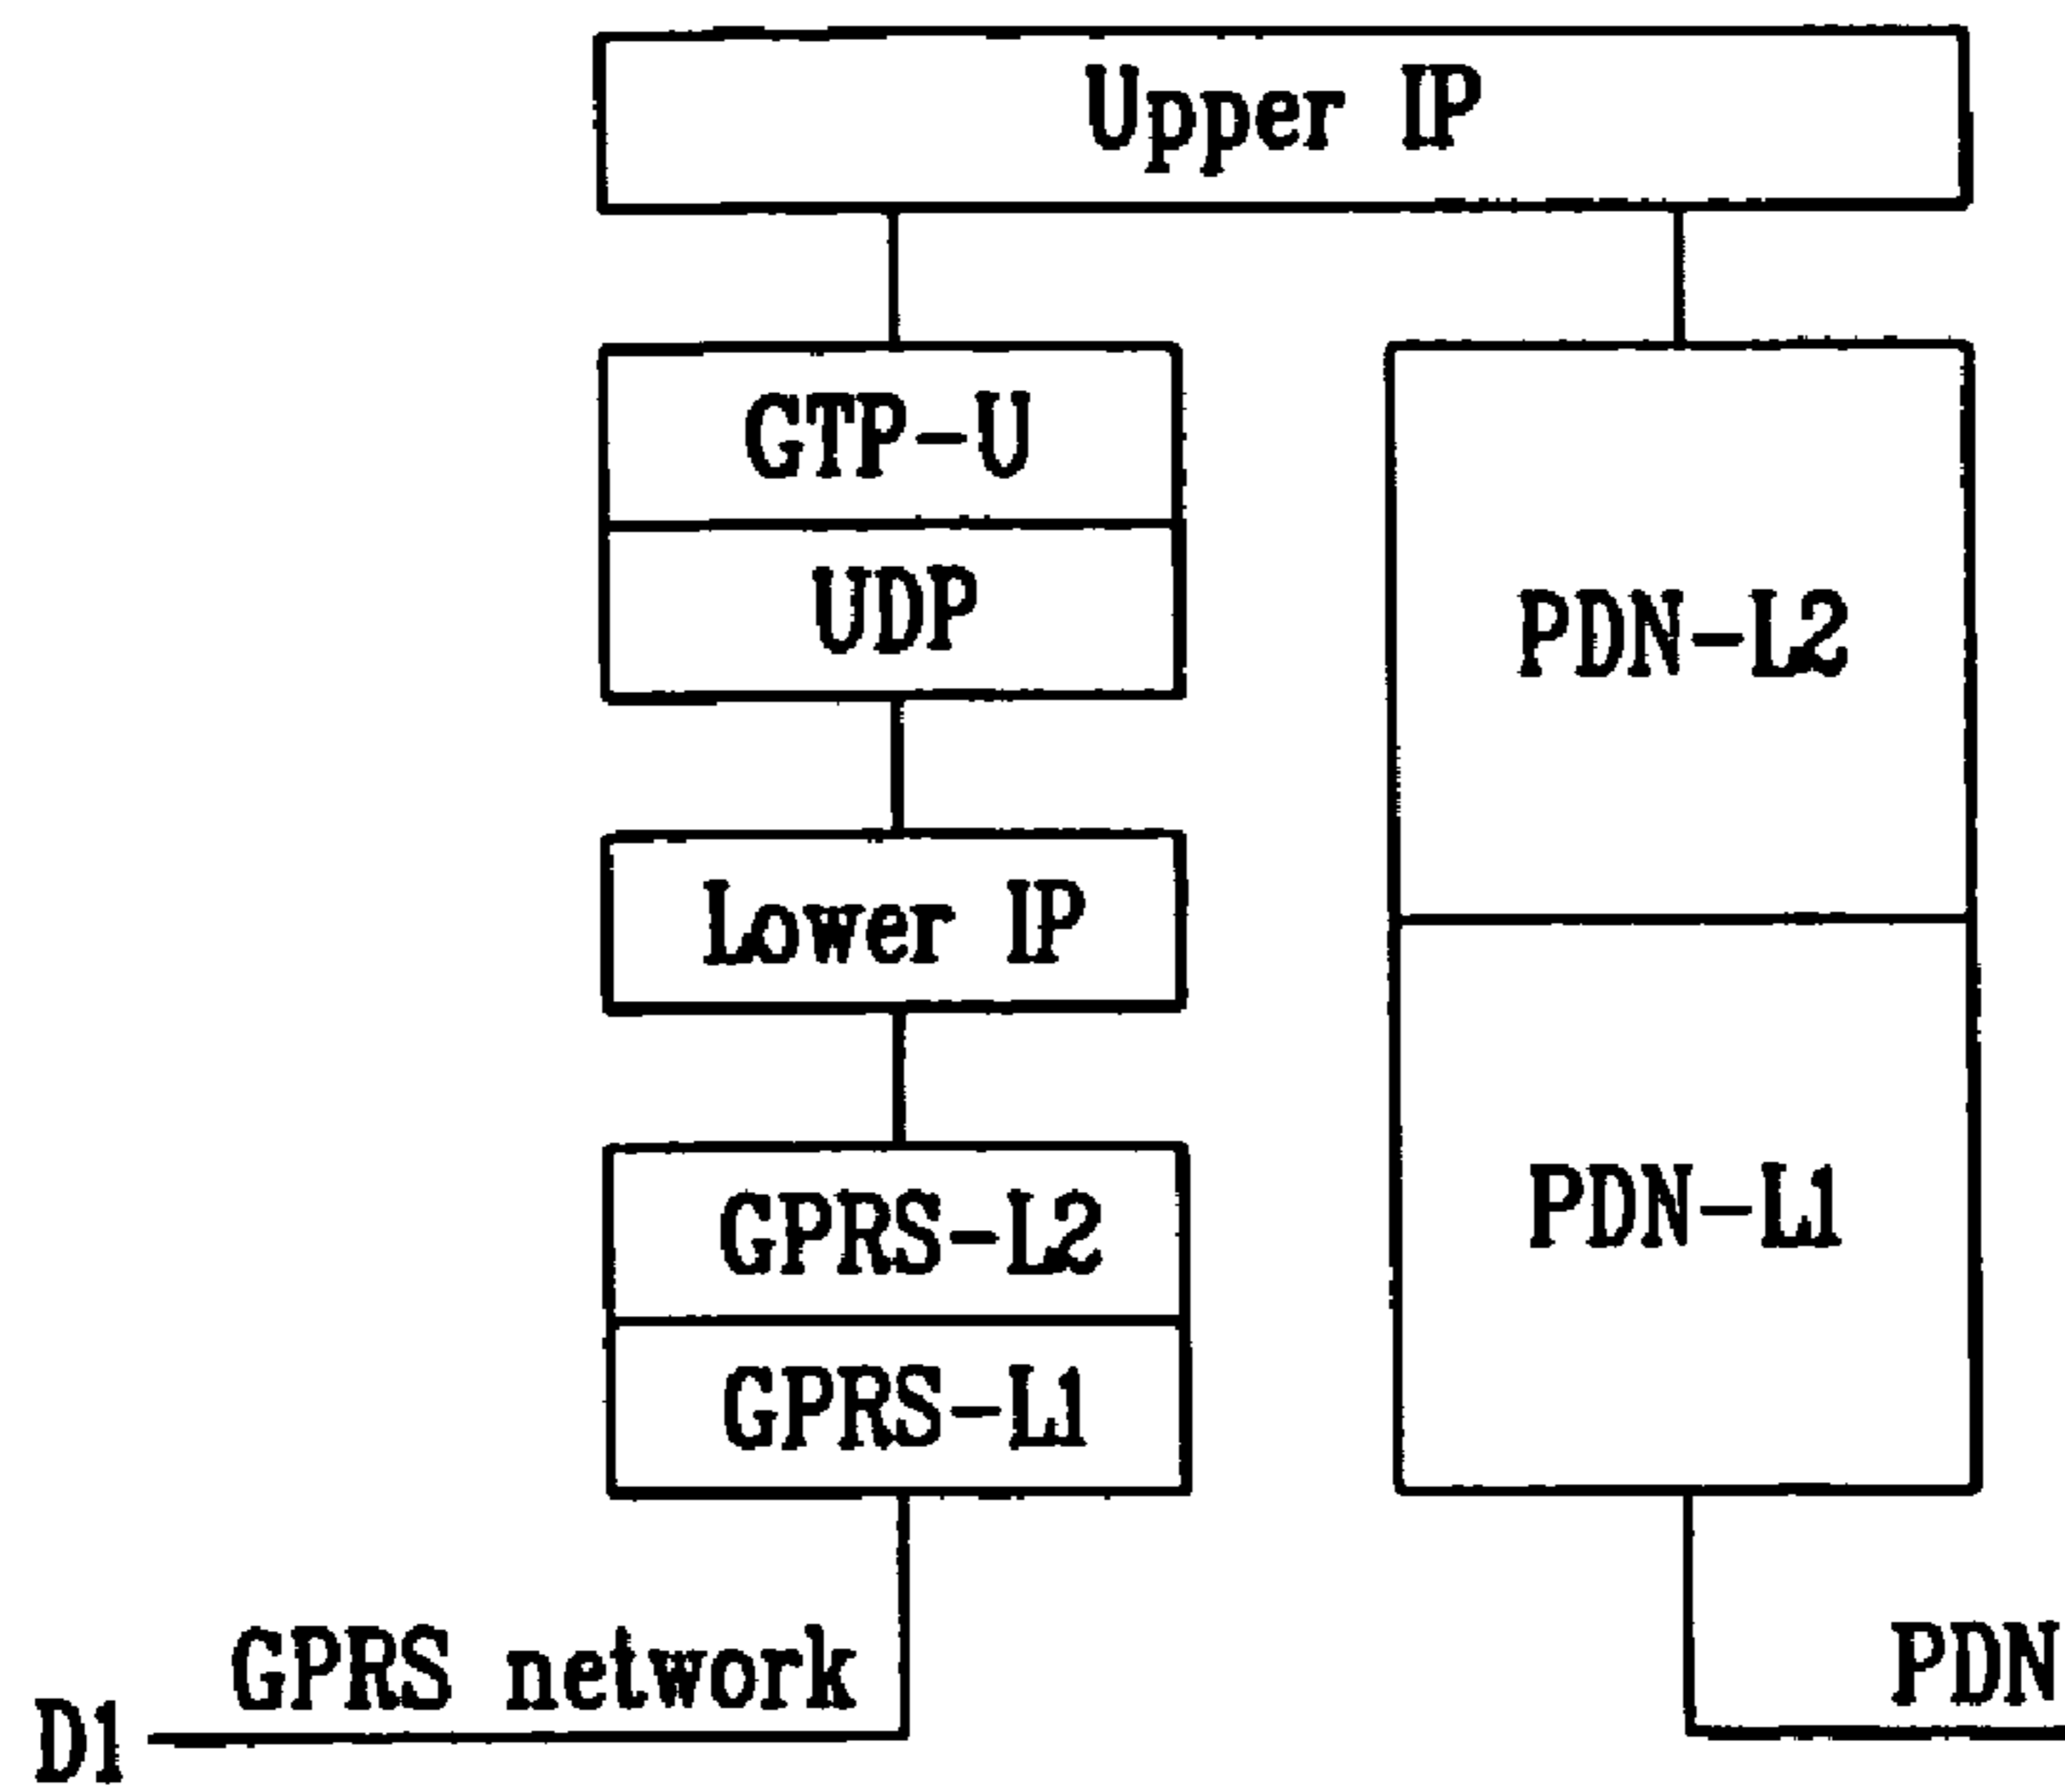 Upper IP
GTP-U
UDP
PDN-L2
Lower IP
PDN-L1
GPRS-L2
GPRS-L1
GPRS network
PDN
D1